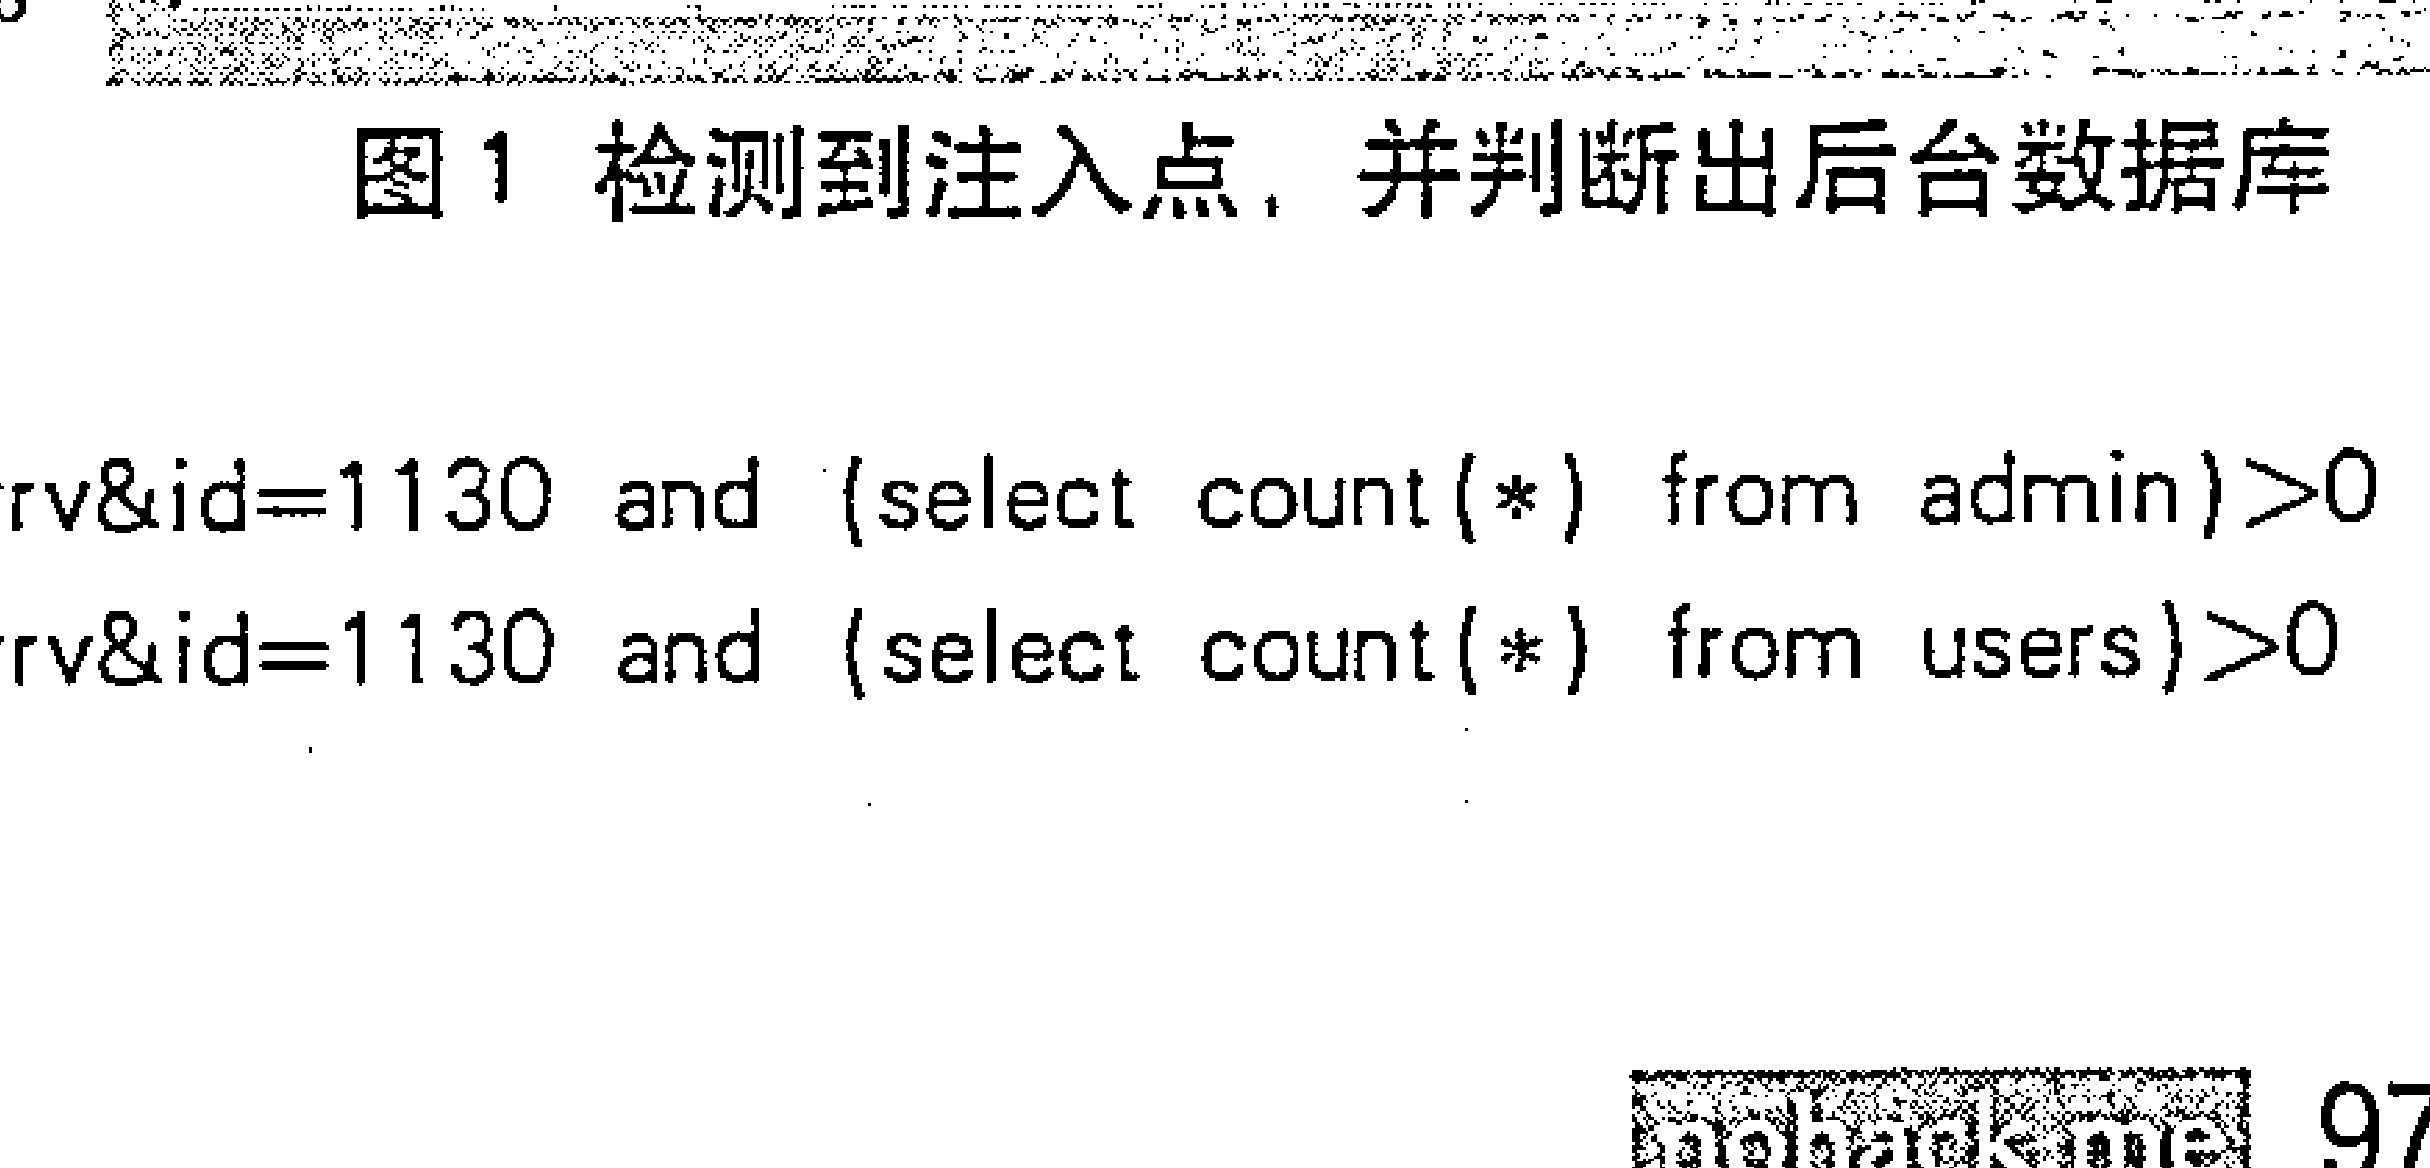 图1 检测到注入点，并判断出后台数据库
rv&id=1130 and (select count(*) from admin)>0
rv&id=1130 and (select count(*) from users)>0
97